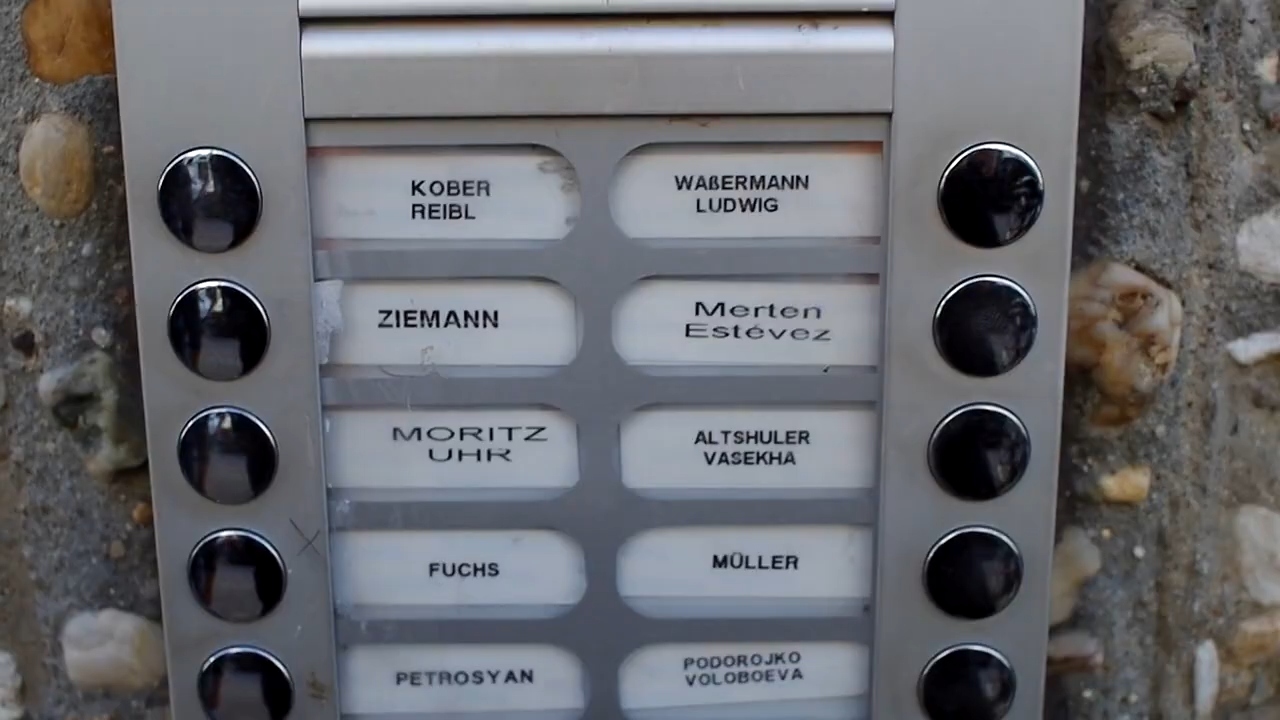 KOBER
REIBL
WAßERMANN
LUDWIG
ZIEMANN
Merten
Estévez
MORITZ
UHR
ALTSHULER
VASEKHA
FUCHS
MÜLLER
PETROSYAN
PODOROJKO
VOLOBOEVA